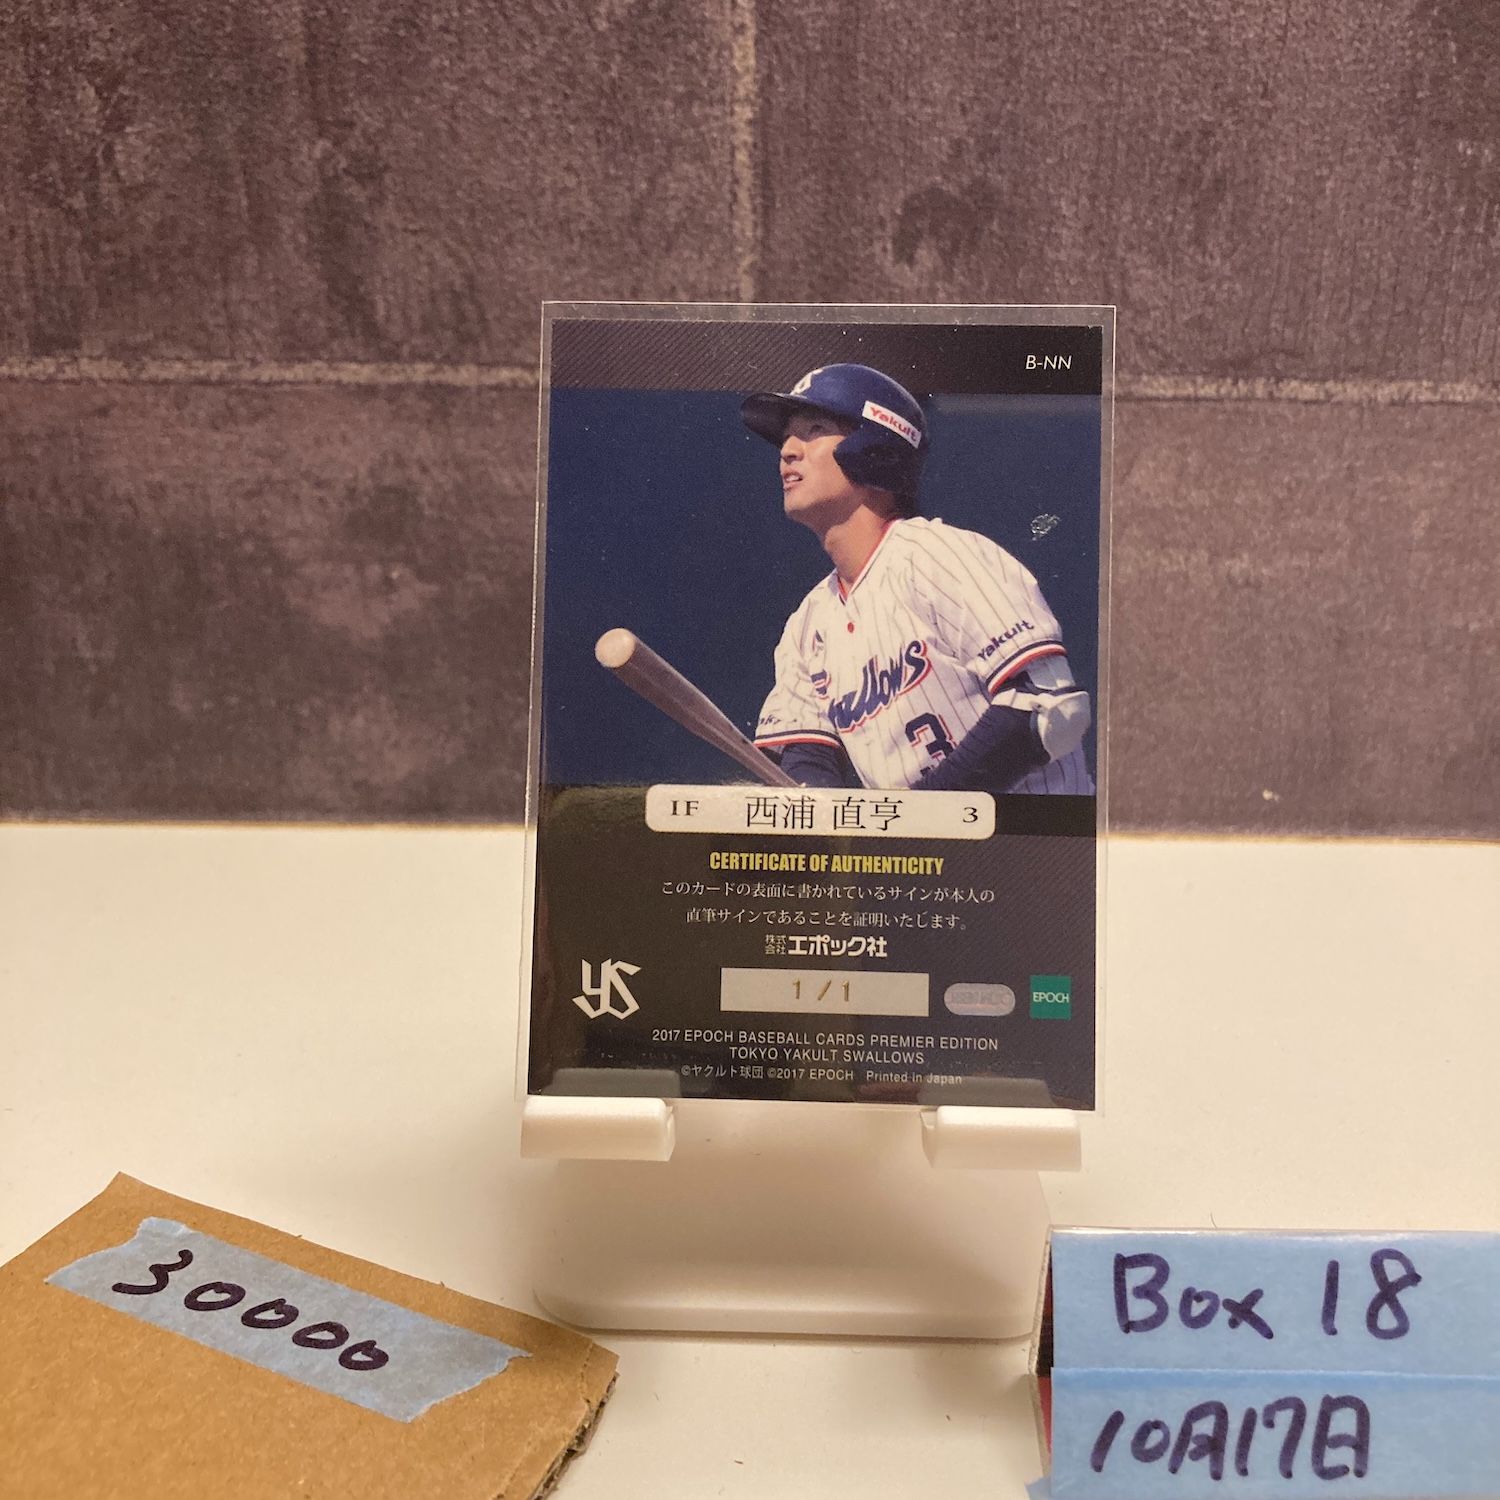 B-NN
Yakult
Yakult
Swallows
3
IF 西浦 直亨 3
CERTIFICATE OF AUTHENTICITY
このカードの表面に書かれているサインが本人の
直筆サインであることを証明いたします。
株式会社エポック社
YS
1/1
EPOCH
2017 EPOCH BASEBALL CARDS PREMIER EDITION
TOKYO YAKULT SWALLOWS
©ヤクルト球団 ©2017 EPOCH Printed in Japan
30000
Box 18
10月17日